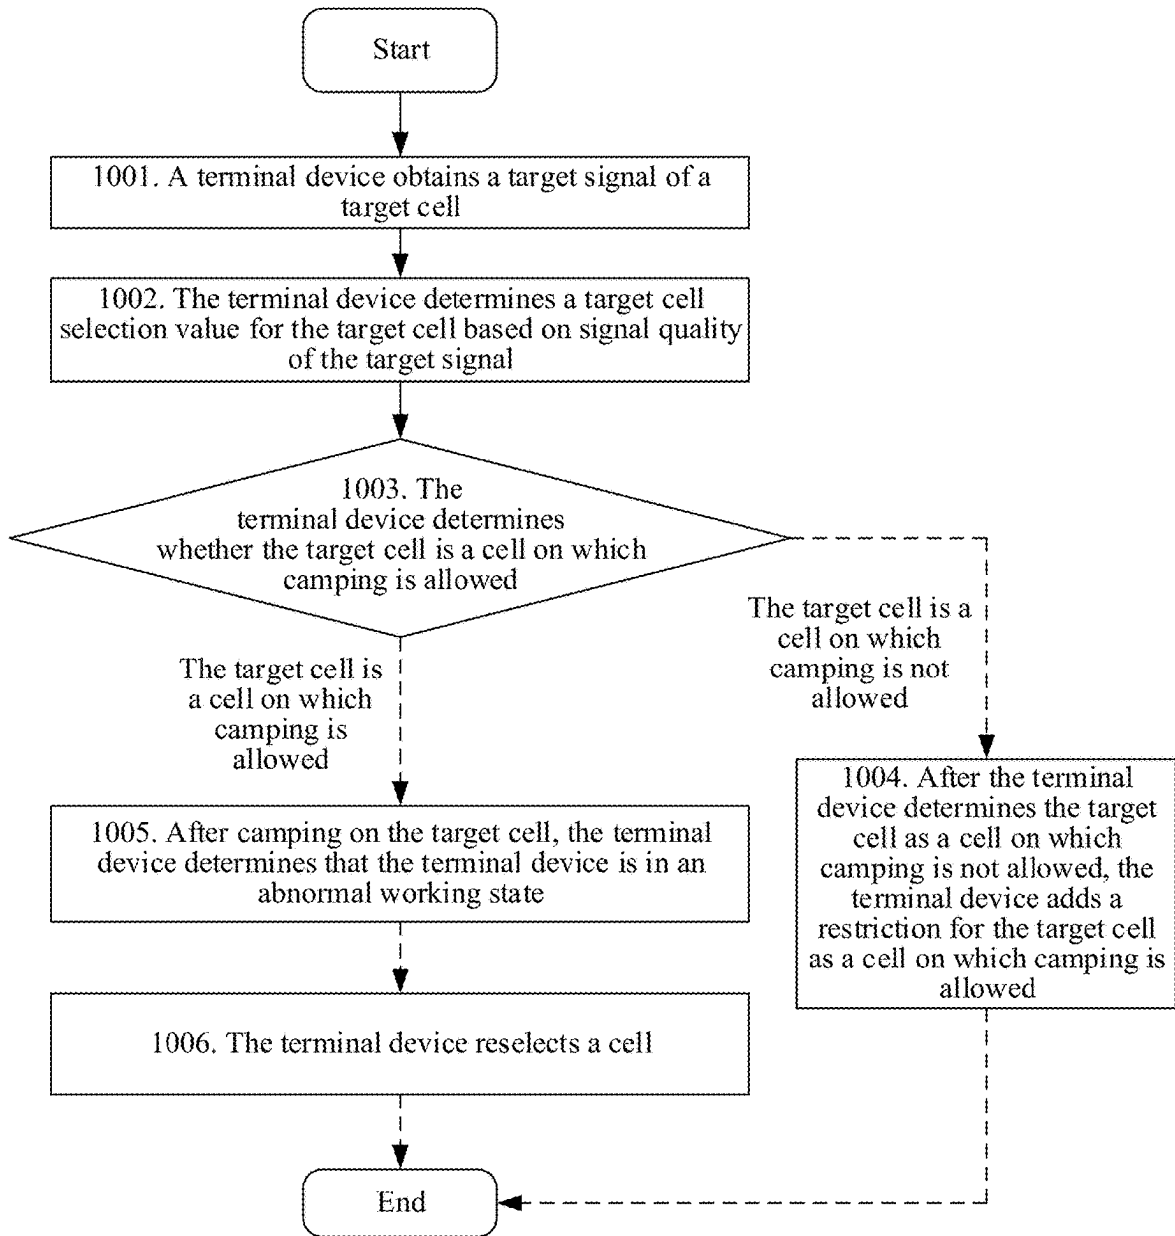 Start
1001. A terminal device obtains a target signal of a
target cell
1002. The terminal device determines a target cell
selection value for the target cell based on signal quality
of the target signal
1003. The
terminal device determines
whether the target cell is a cell on which
camping is allowed
The target cell is a
cell on which
camping is not
allowed
The target cell is
a cell on which
camping is
allowed
1004. After the terminal
device determines the target
cell as a cell on which
camping is not allowed, the
terminal device adds a
restriction for the target cell
as a cell on which camping is
allowed
1005. After camping on the target cell, the terminal
device determines that the terminal device is in an
abnormal working state
1006. The terminal device reselects a cell
End